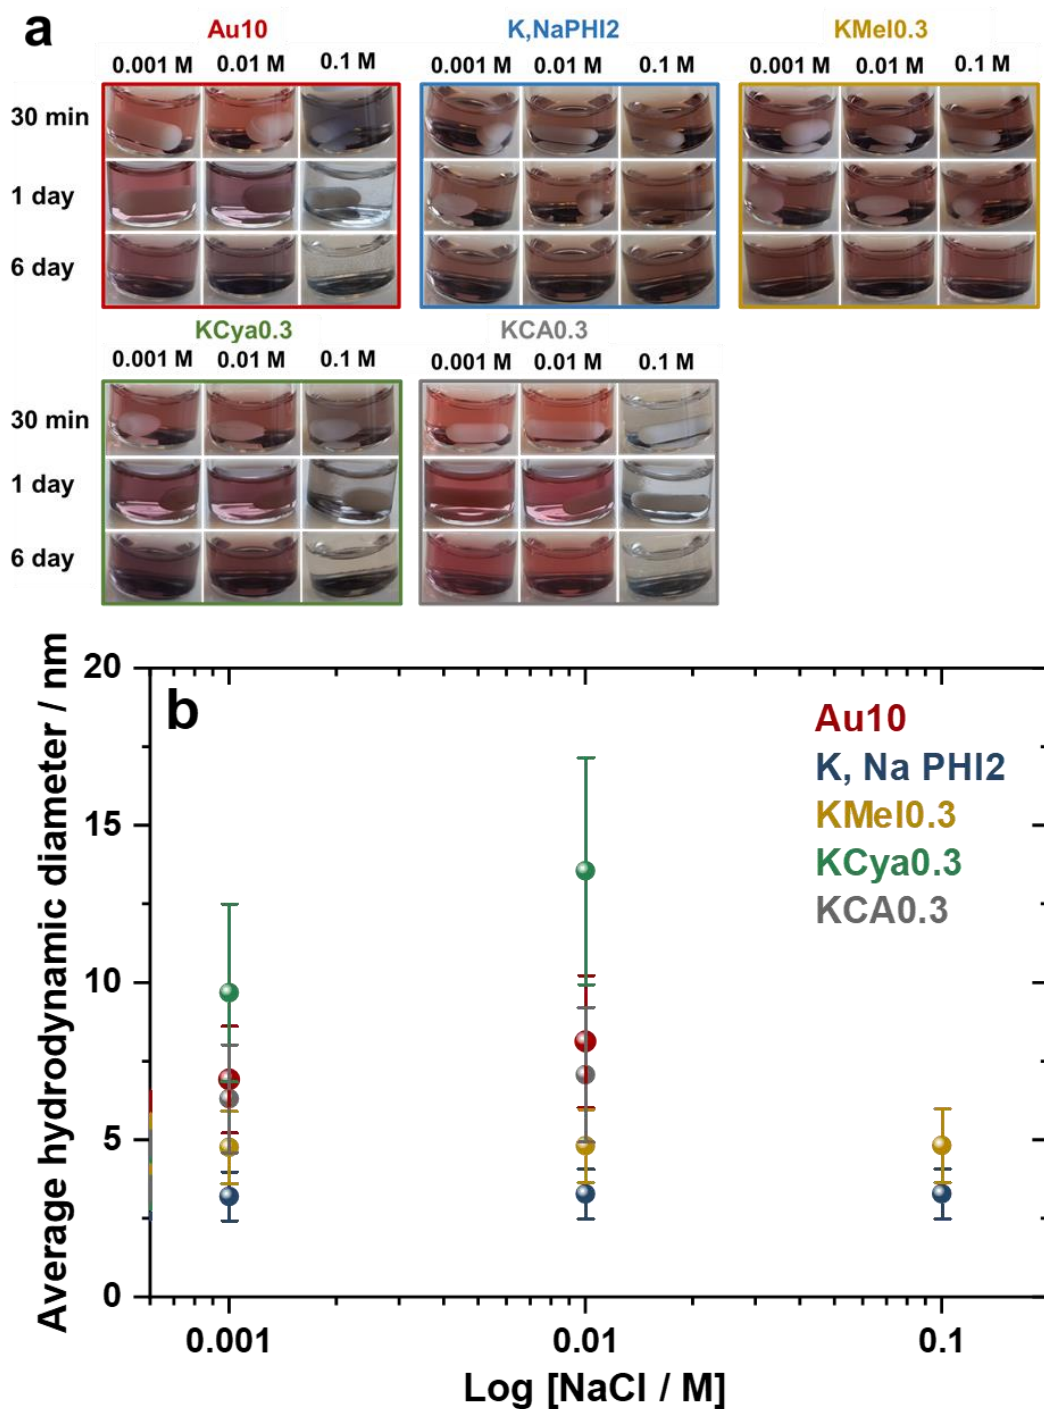 a
Au10
K,NaPHI2
KMel0.3
0.001 M 0.01 M 0.1 M
0.001 M 0.01 M 0.1 M
0.001 M 0.01 M 0.1 M
30 min
1 day
6 day
KCya0.3
KCA0.3
0.001 M 0.01 M 0.1 M
0.001 M 0.01 M 0.1 M
30 min
1 day
6 day
b
Au10
K, Na PHI2
KMel0.3
KCya0.3
KCA0.3
Average hydrodynamic diameter / nm
20
15
10
5
0
0.001 0.01 0.1
Log [NaCl / M]